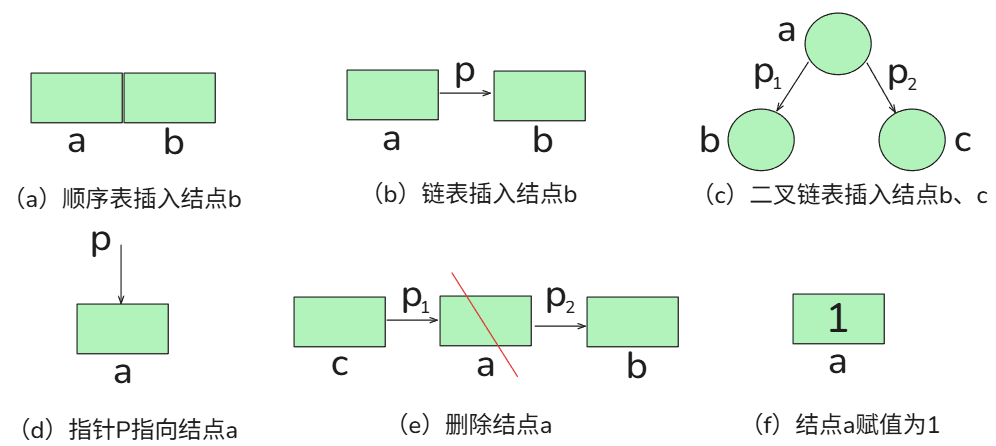 a b
（a）顺序表插入结点b
p
a b
（b）链表插入结点b
a
p1 p2
b c
（c）二叉链表插入结点b、c
p
a
（d）指针P指向结点a
p1 p2
c a b
（e）删除结点a
1
a
（f）结点a赋值为1